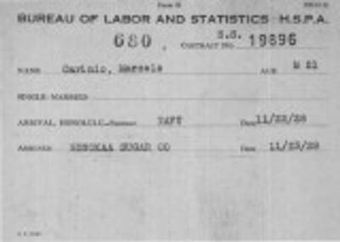 BUREAU OF LABOR AND STATISTICS H.S.P.A.
680 S.S. CONTRACT NO. 19896
NAME Cavinio, Marcelo AGE M 21
SINGLE MARRIED
ARRIVAL, HONOLULU, Steamer TAFT Date 11/23/28
ASSIGNED HONOKAA SUGAR CO Date 11/23/28